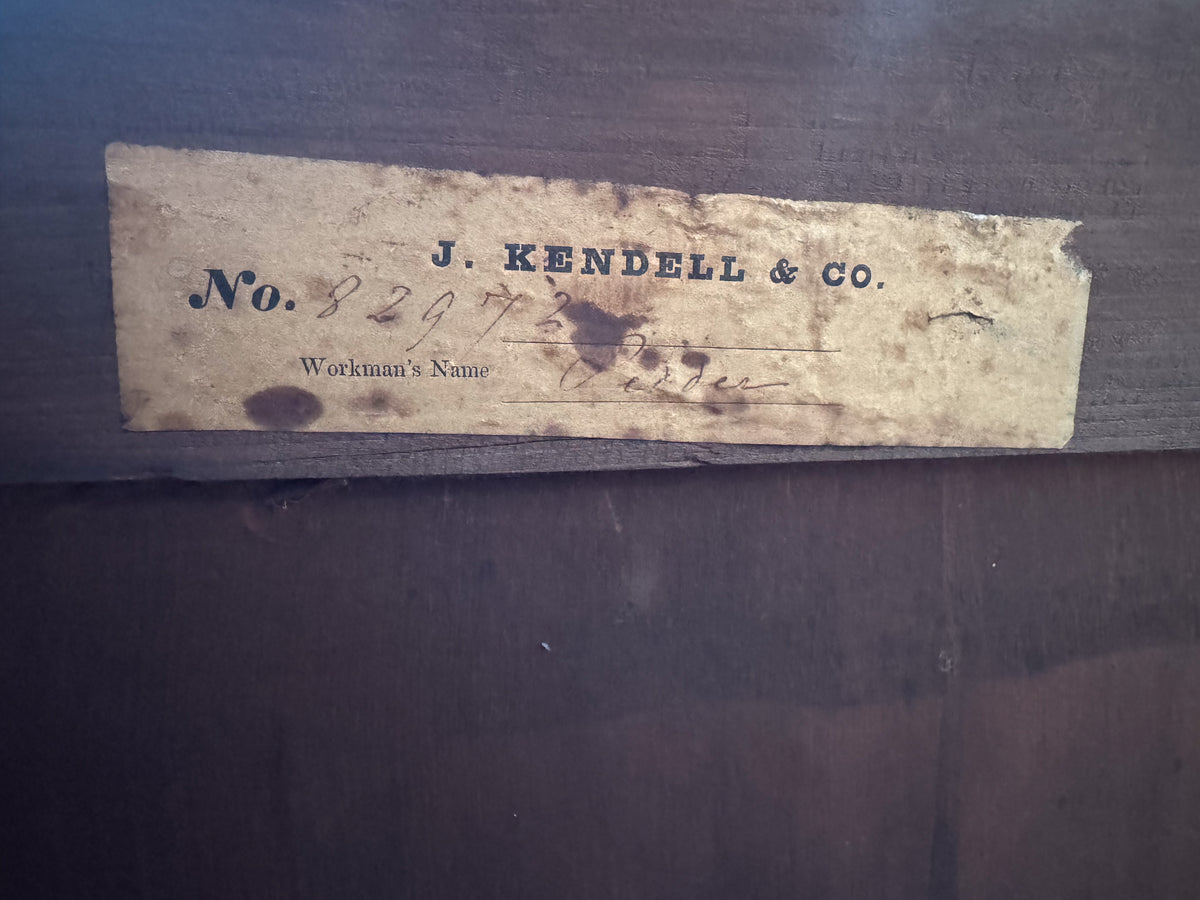 J. KENDELL & CO.
No. 82972
Workman's Name